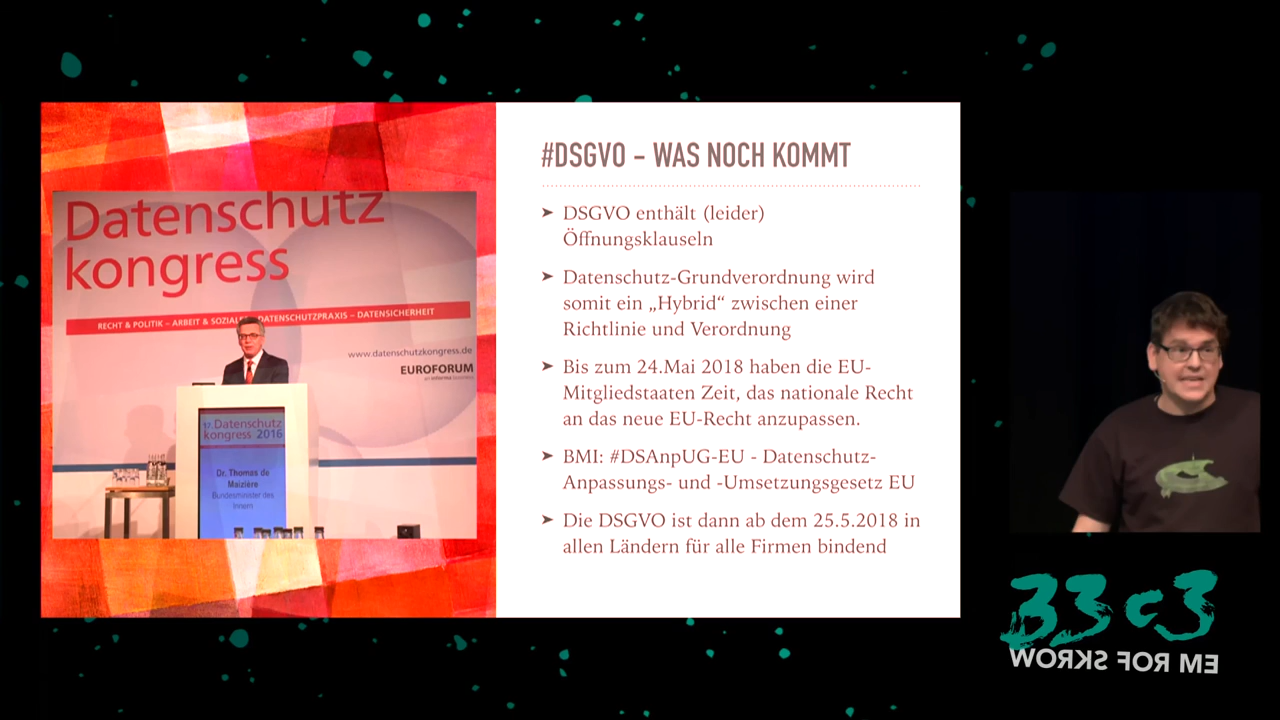 Datenschutz
kongress
RECHT & POLITIK – ARBEIT & SOZIALES – DATENSCHUTZPRAXIS – DATENSICHERHEIT
www.datenschutzkongress.de
EUROFORUM
17. Datenschutz
kongress 2016
Dr. Thomas de
Maizière
Bundesminister des
Innern
#DSGVO – WAS NOCH KOMMT
➤ DSGVO enthält (leider)
Öffnungsklauseln
➤ Datenschutz-Grundverordnung wird
somit ein „Hybrid“ zwischen einer
Richtlinie und Verordnung
➤ Bis zum 24.Mai 2018 haben die EU-
Mitgliedstaaten Zeit, das nationale Recht
an das neue EU-Recht anzupassen.
➤ BMI: #DSAnpUG-EU - Datenschutz-
Anpassungs- und -Umsetzungsgesetz EU
➤ Die DSGVO ist dann ab dem 25.5.2018 in
allen Ländern für alle Firmen bindend
33c3
WORKS FOR ME